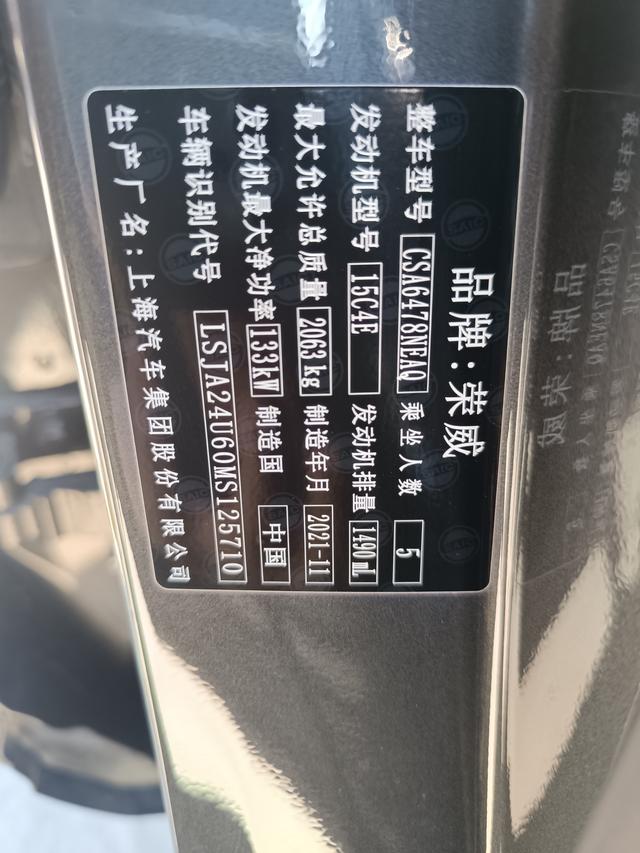 品牌:荣威
整车型号 CSA6478NEAQ 乘坐人数 5
发动机型号 15C4E 发动机排量 1490mL
最大允许总质量 2063kg 制造年月 2021-11
发动机最大净功率 133kW 制造国 中国
车辆识别代号 LSJA24U60MS125710
生产厂名:上海汽车集团股份有限公司